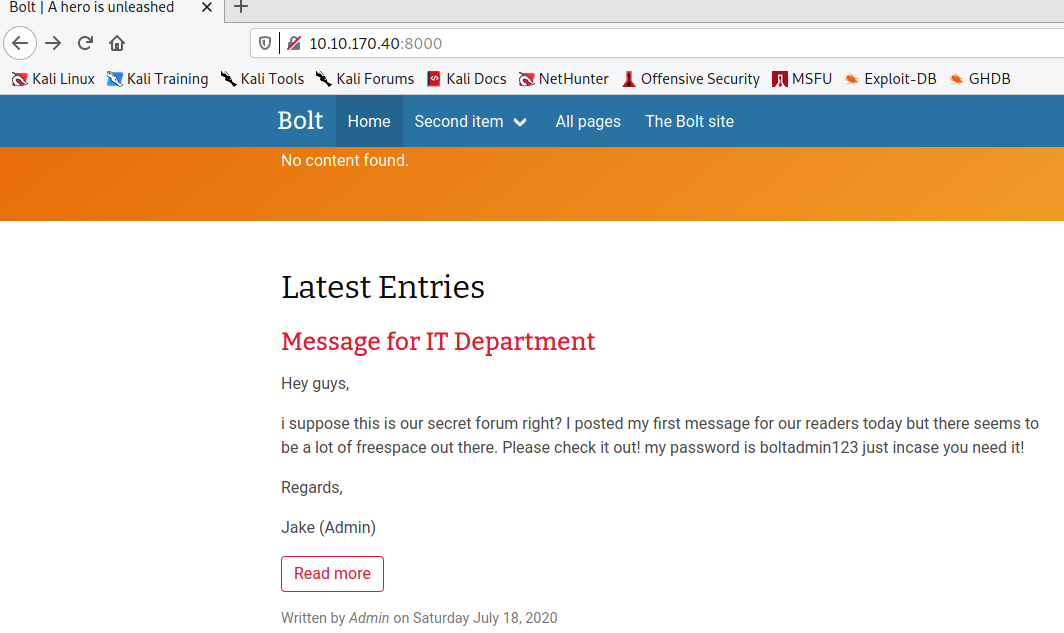 Bolt | A hero is unleashed
10.10.170.40:8000
Kali Linux Kali Training Kali Tools Kali Forums Kali Docs NetHunter Offensive Security MSFU Exploit-DB GHDB
Bolt Home Second item All pages The Bolt site
No content found.
Latest Entries
Message for IT Department
Hey guys,
i suppose this is our secret forum right? I posted my first message for our readers today but there seems to
be a lot of freespace out there. Please check it out! my password is boltadmin123 just incase you need it!
Regards,
Jake (Admin)
Read more
Written by Admin on Saturday July 18, 2020